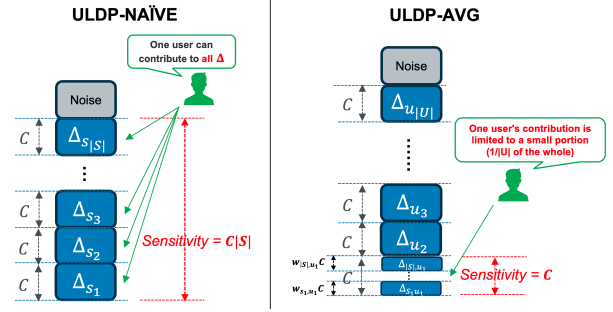 ULDP-NAÏVE
One user can
contribute to all Δ
Noise
C
Δ_{s_{|S|}}
C
Δ_{s_3}
C
Δ_{s_2}
C
Δ_{s_1}
Sensitivity = C|S|
ULDP-AVG
Noise
C
Δ_{u_{|U|}}
One user's contribution is
limited to a small portion
(1/|U| of the whole)
C
Δ_{u_3}
C
Δ_{u_2}
w_{|S|,u_1}C
C
Δ_{|S|,u_1}
Sensitivity = C
w_{s_1,u_1}C
Δ_{s_1,u_1}